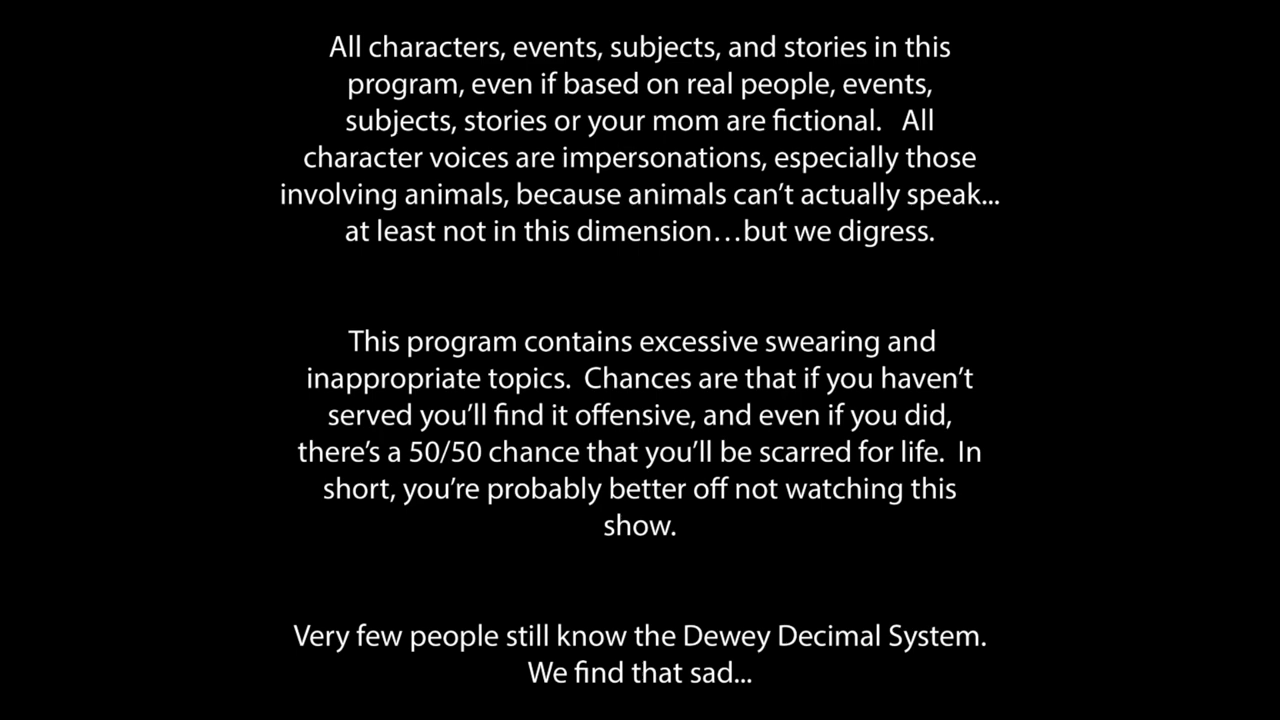 All characters, events, subjects, and stories in this
program, even if based on real people, events,
subjects, stories or your mom are fictional.   All
character voices are impersonations, especially those
involving animals, because animals can't actually speak...
at least not in this dimension…but we digress.
This program contains excessive swearing and
inappropriate topics.  Chances are that if you haven't
served you'll find it offensive, and even if you did,
there's a 50/50 chance that you'll be scarred for life.  In
short, you're probably better off not watching this
show.
Very few people still know the Dewey Decimal System.
We find that sad...